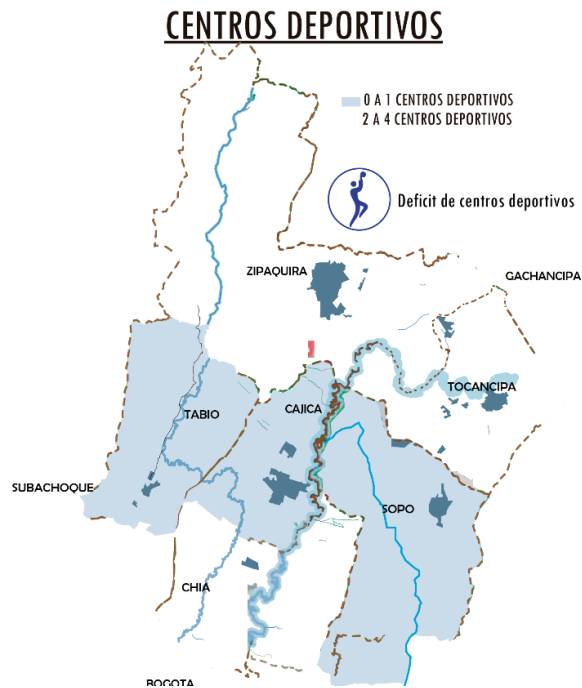 CENTROS DEPORTIVOS
0 A 1 CENTROS DEPORTIVOS
2 A 4 CENTROS DEPORTIVOS
Deficit de centros deportivos
ZIPAQUIRA
GACHANCIPA
TOCANCIPA
TABIO
CAJICA
SUBACHOQUE
SOPO
CHIA
BOGOTA